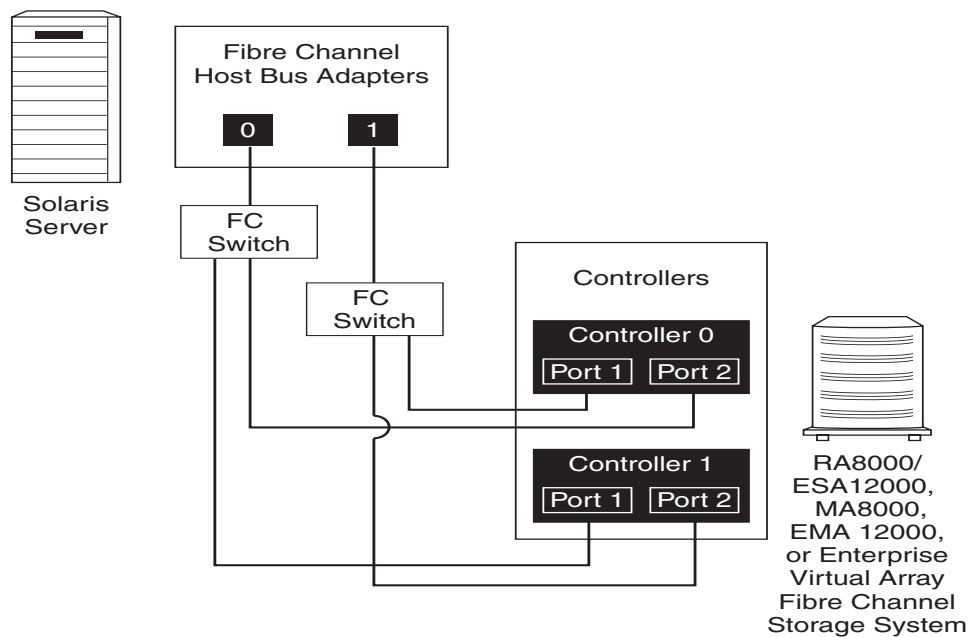 Fibre Channel
Host Bus Adapters
0
1
Solaris
Server
FC
Switch
FC
Switch
Controllers
Controller 0
Port 1
Port 2
Controller 1
Port 1
Port 2
RA8000/
ESA12000,
MA8000,
EMA 12000,
or Enterprise
Virtual Array
Fibre Channel
Storage System